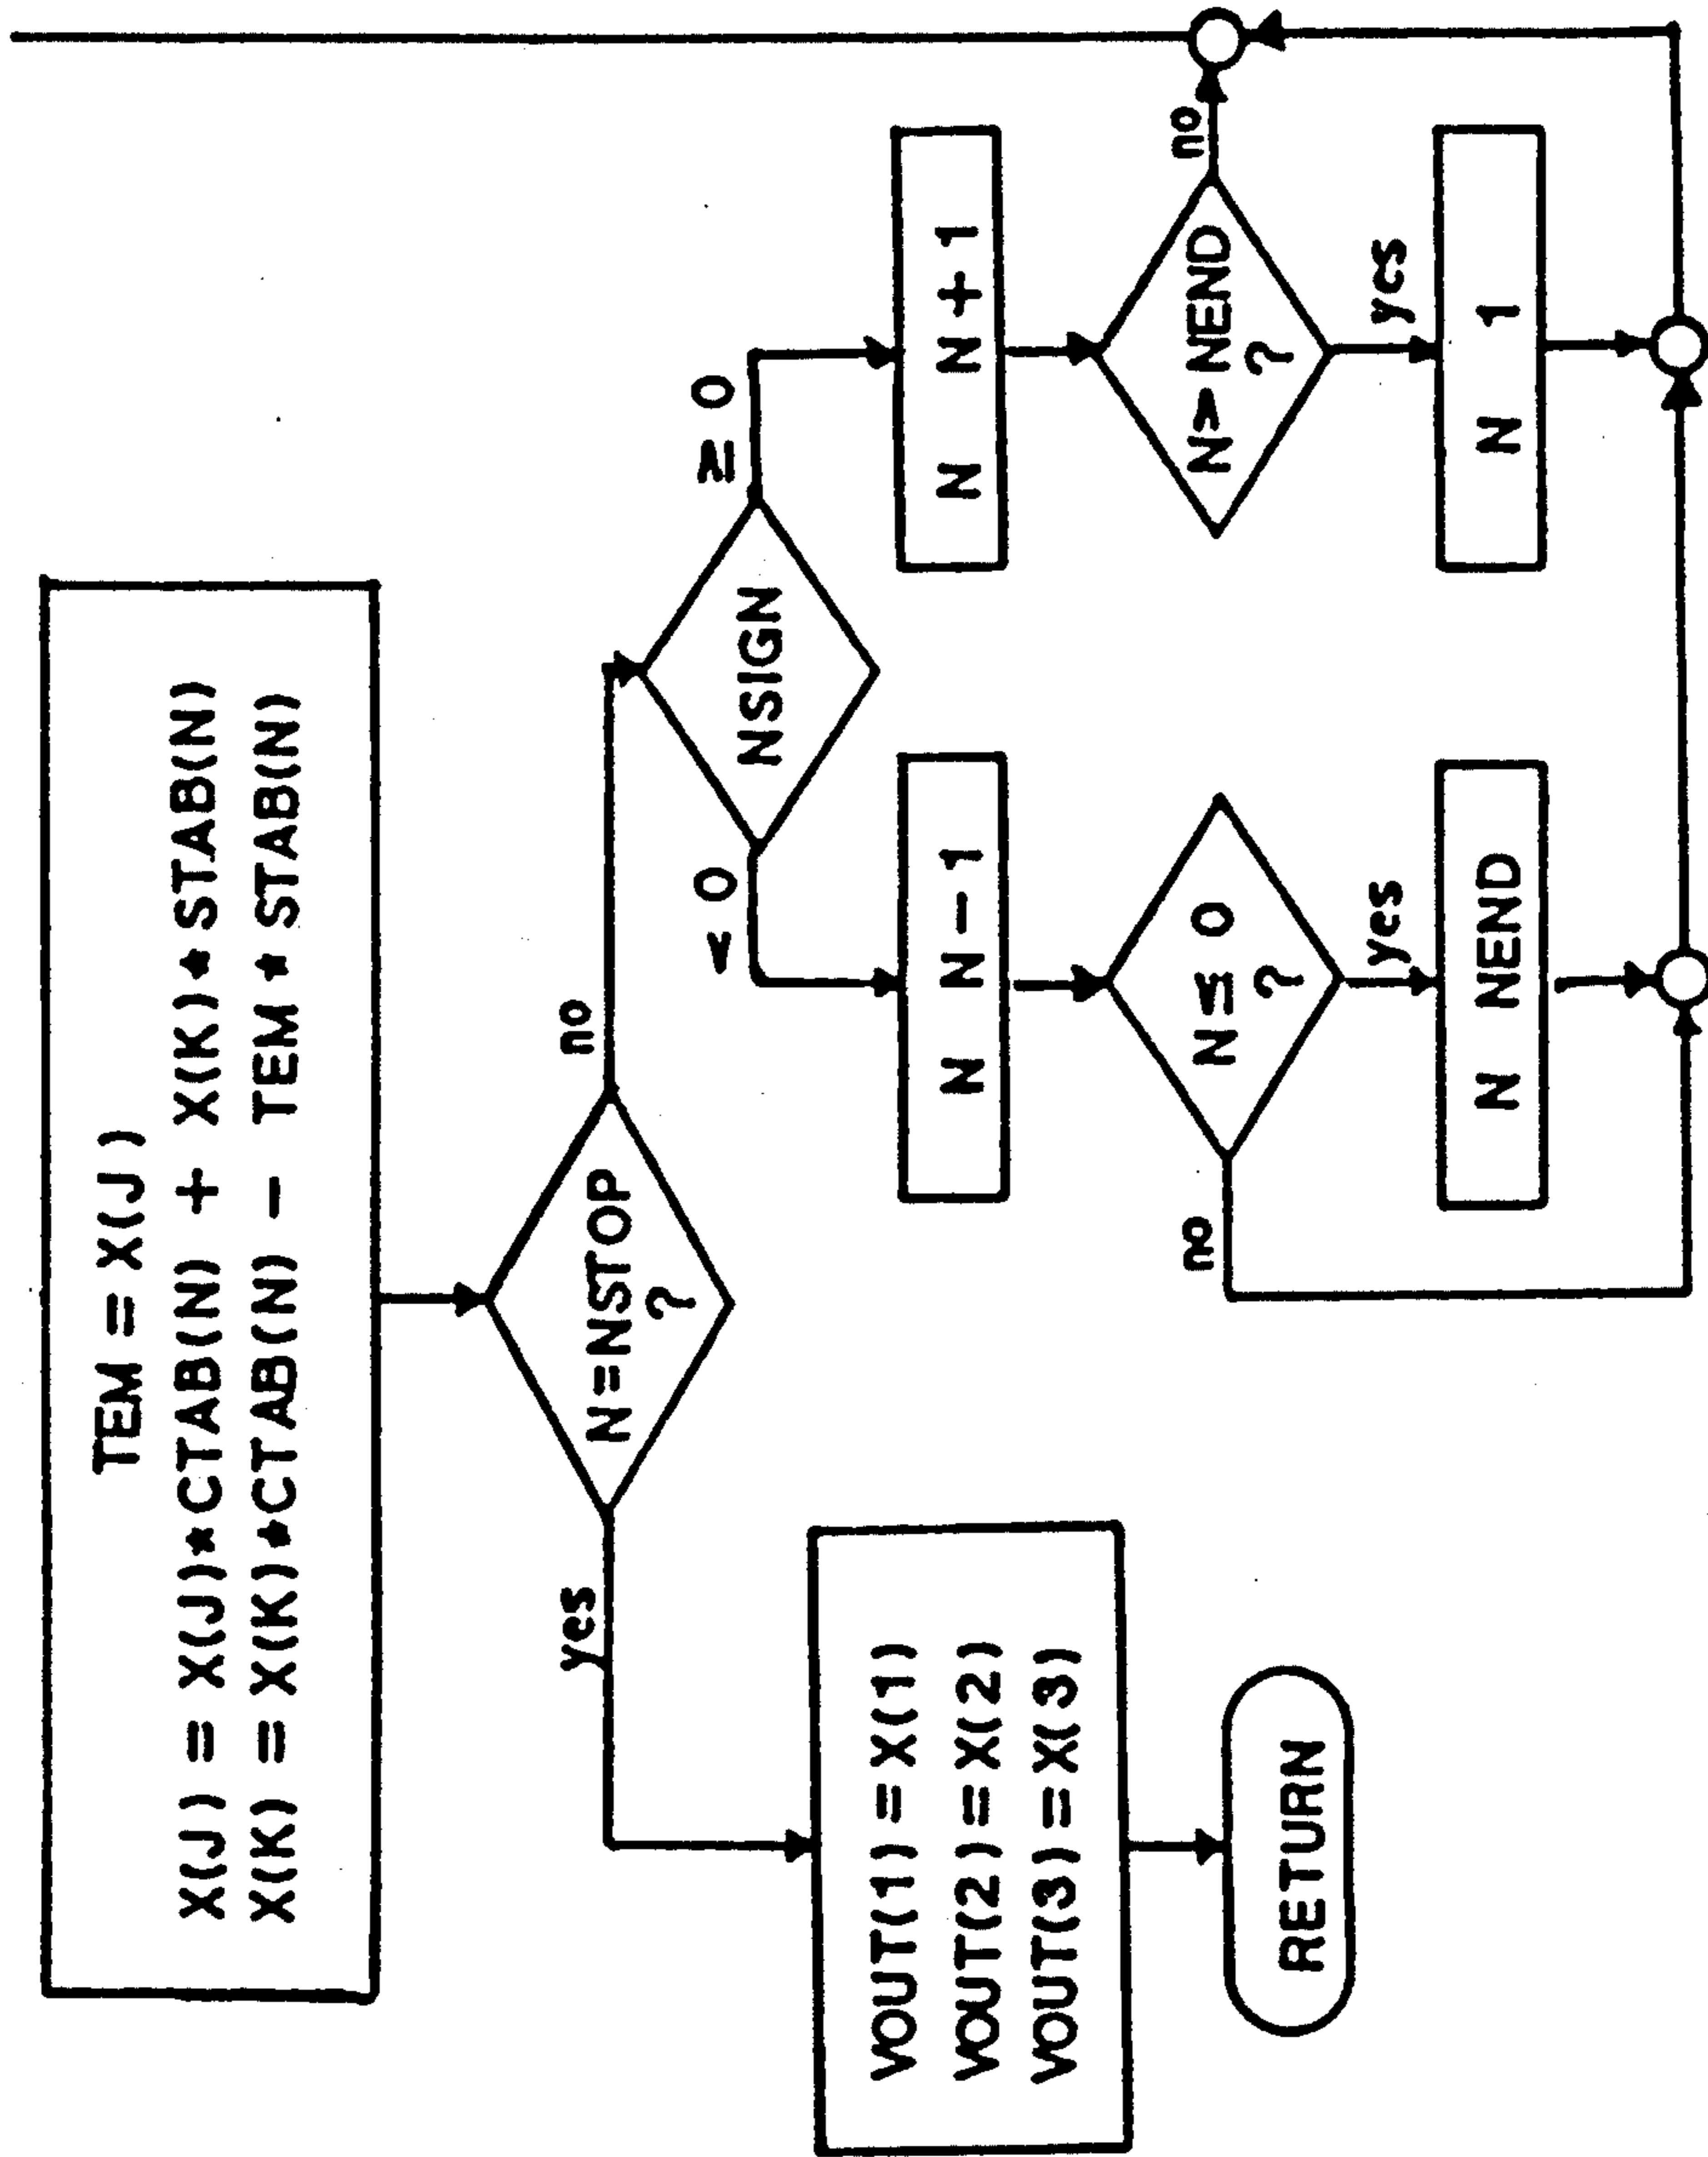 TEM = X(J)
X(J) = X(J)*CTAB(N) + X(K)*STAB(N)
X(K) = X(K)*CTAB(N) - TEM*STAB(N)
N=NSTOP
?
yes
no
VOUT(1)=X(1)
VOUT(2)=X(2)
VOUT(3)=X(3)
RETURN
NSIGN
< 0
≥ 0
N N-1
N N+1
N ≤ 0
?
no
yes
N>NEND
?
no
yes
N NEND
N 1